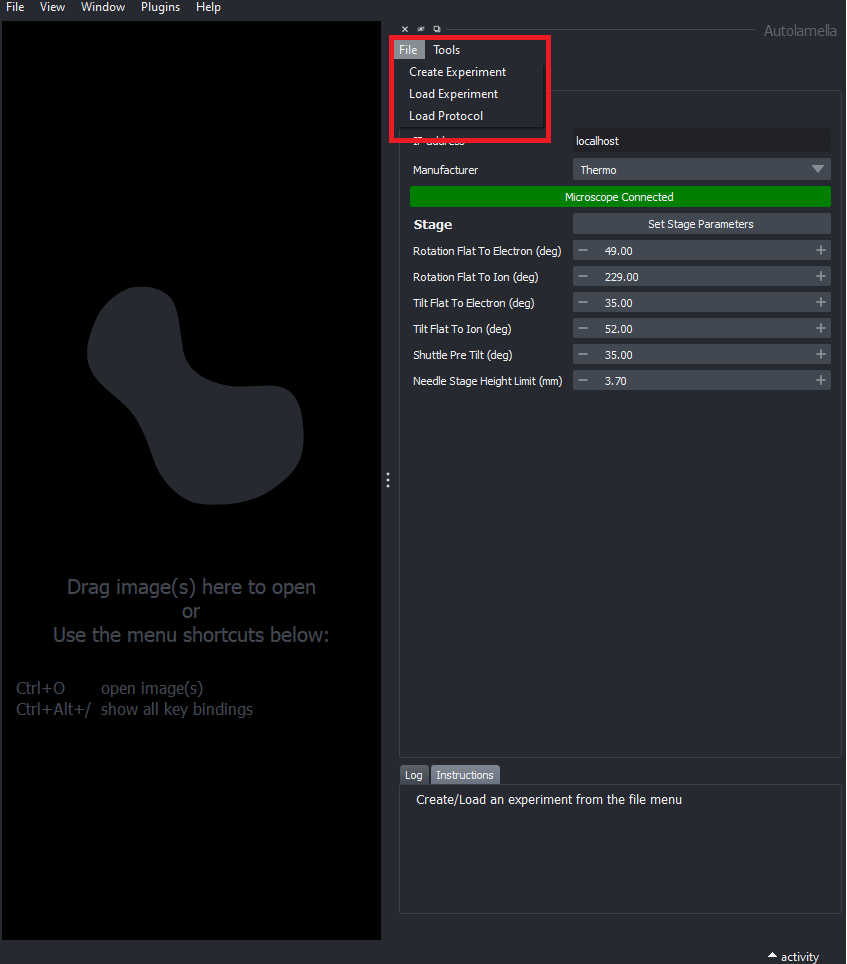 File View Window Plugins Help
Autolamella
File Tools
Create Experiment
Load Experiment
Load Protocol
IP address localhost
Manufacturer Thermo
Microscope Connected
Stage Set Stage Parameters
Rotation Flat To Electron (deg) 49.00
Rotation Flat To Ion (deg) 229.00
Tilt Flat To Electron (deg) 35.00
Tilt Flat To Ion (deg) 52.00
Shuttle Pre Tilt (deg) 35.00
Needle Stage Height Limit (mm) 3.70
Drag image(s) here to open
or
Use the menu shortcuts below:
Ctrl+O open image(s)
Ctrl+Alt+/ show all key bindings
Log Instructions
Create/Load an experiment from the file menu
activity